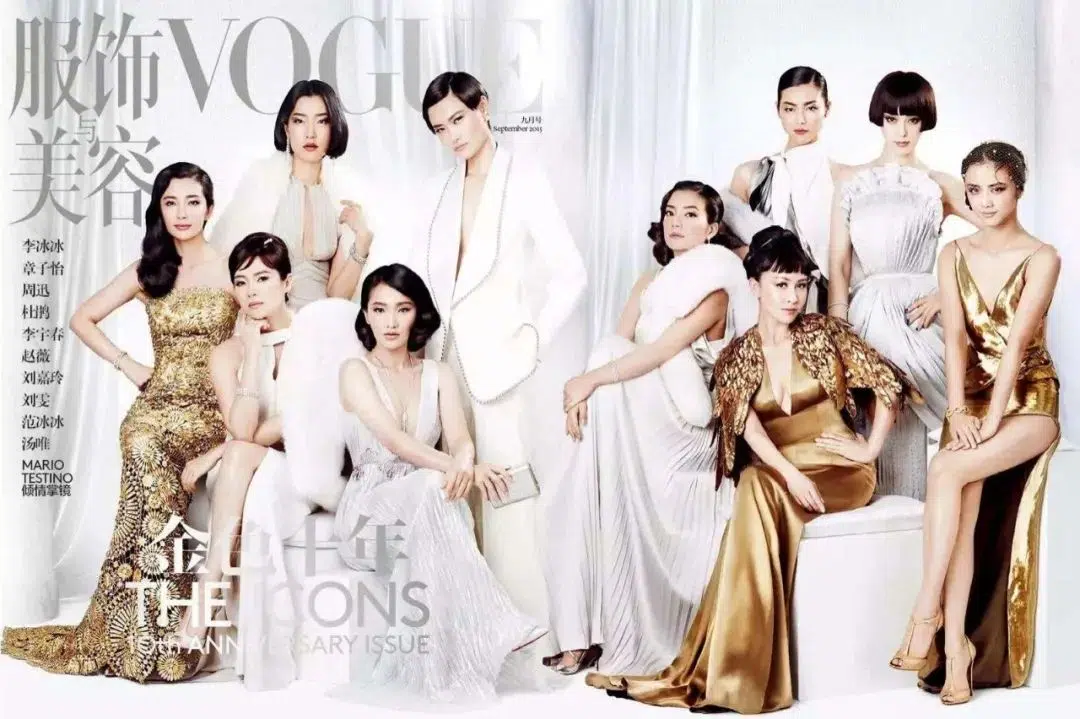 服饰VOGUE
与
美容
九月号
September 2015
李冰冰
章子怡
周迅
杜鹃
李宇春
赵薇
刘嘉玲
刘雯
范冰冰
汤唯
MARIO
TESTINO
倾情掌镜
金色十年
THE ICONS
10th ANNIVERSARY ISSUE